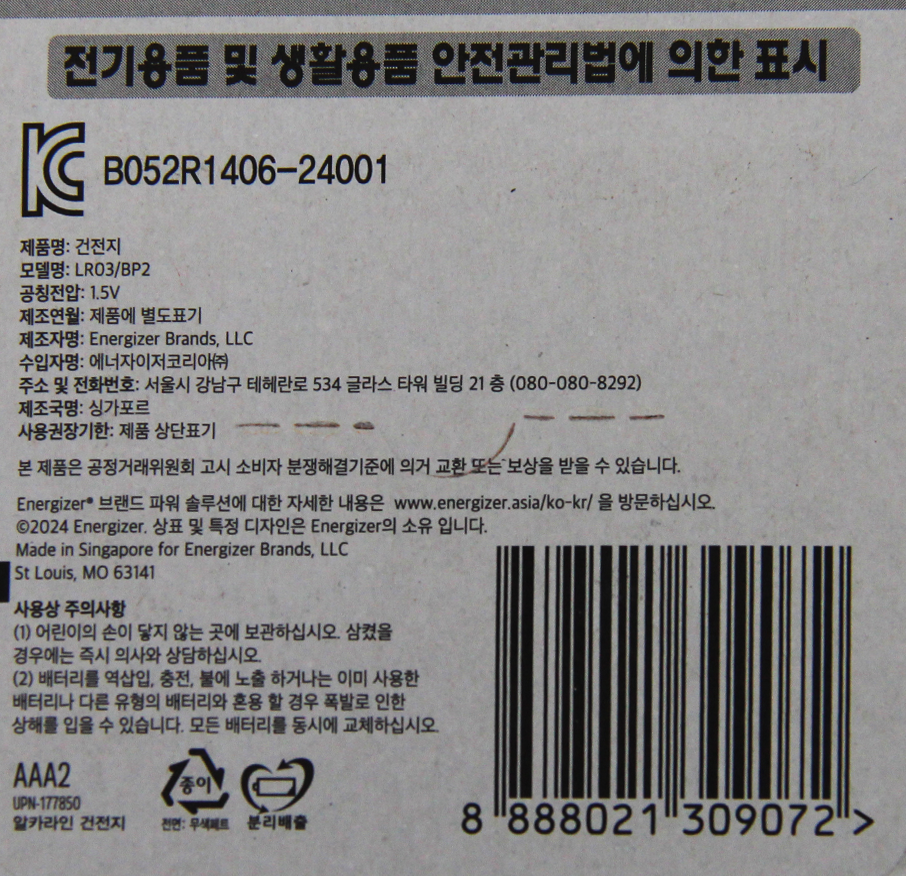 전기용품 및 생활용품 안전관리법에 의한 표시
KC B052R1406-24001
제품명: 건전지
모델명: LR03/BP2
공칭전압: 1.5V
제조연월: 제품에 별도표기
제조자명: Energizer Brands, LLC
수입자명: 에너자이저코리아㈜
주소 및 전화번호: 서울시 강남구 테헤란로 534 글라스 타워 빌딩 21 층 (080-080-8292)
제조국명: 싱가포르
사용권장기한: 제품 상단표기
본 제품은 공정거래위원회 고시 소비자 분쟁해결기준에 의거 교환 또는 보상을 받을 수 있습니다.
Energizer® 브랜드 파워 솔루션에 대한 자세한 내용은 www.energizer.asia/ko-kr/ 을 방문하십시오.
©2024 Energizer. 상표 및 특정 디자인은 Energizer의 소유 입니다.
Made in Singapore for Energizer Brands, LLC
St Louis, MO 63141
사용상 주의사항
(1) 어린이의 손이 닿지 않는 곳에 보관하십시오. 삼켰을
경우에는 즉시 의사와 상담하십시오.
(2) 배터리를 역삽입, 충전, 불에 노출 하거나는 이미 사용한
배터리나 다른 유형의 배터리와 혼용 할 경우 폭발로 인한
상해를 입을 수 있습니다. 모든 배터리를 동시에 교체하십시오.
AAA2
UPN-177850
알카라인 건전지
종이
전면: 무색페트
분리배출
8 888021 309072 >